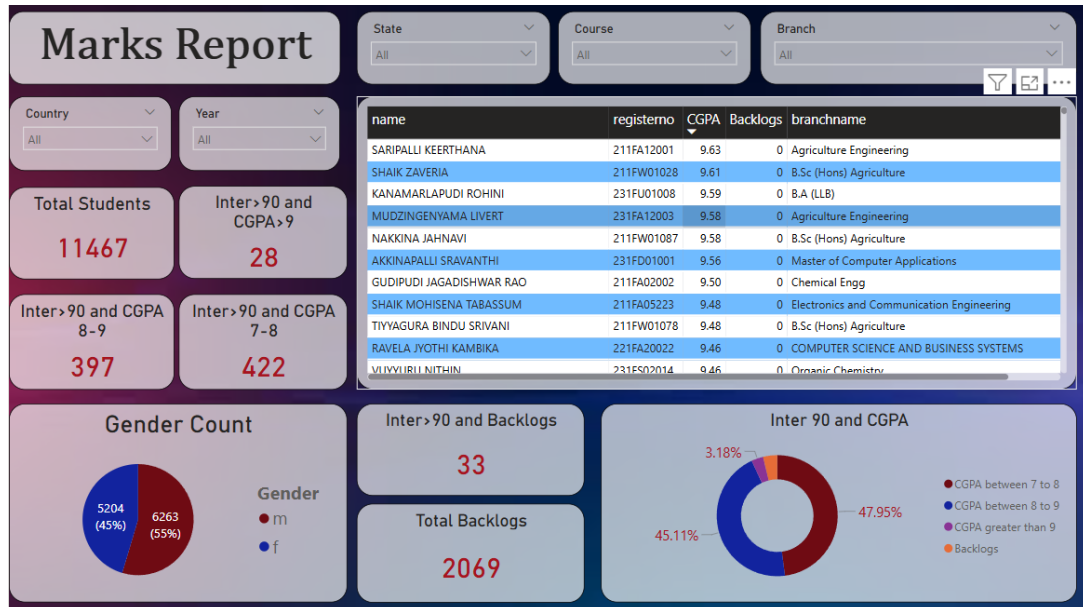 Marks Report
State
All
Course
All
Branch
All
Country
All
Year
All
name registerno CGPA Backlogs branchname
SARIPALLI KEERTHANA 211FA12001 9.63 0 Agriculture Engineering
SHAIK ZAVERIA 211FW01028 9.61 0 B.Sc (Hons) Agriculture
KANAMARLAPUDI ROHINI 231FU01008 9.59 0 B.A (LLB)
MUDZINGENYAMA LIVERT 231FA12003 9.58 0 Agriculture Engineering
NAKKINA JAHNAVI 211FW01087 9.58 0 B.Sc (Hons) Agriculture
AKKINAPALLI SRAVANTHI 231FD01001 9.56 0 Master of Computer Applications
GUDIPUDI JAGADISHWAR RAO 211FA02002 9.50 0 Chemical Engg
SHAIK MOHISENA TABASSUM 211FA05223 9.48 0 Electronics and Communication Engineering
TIYYAGURA BINDU SRIVANI 211FW01078 9.48 0 B.Sc (Hons) Agriculture
RAVELA JYOTHI KAMBIKA 221FA20022 9.46 0 COMPUTER SCIENCE AND BUSINESS SYSTEMS
VUYYURU NITHIN 231FS02014 9.46 0 Organic Chemistry
Total Students
11467
Inter>90 and
CGPA>9
28
Inter>90 and CGPA
8-9
397
Inter>90 and CGPA
7-8
422
Gender Count
5204
(45%)
6263
(55%)
Gender
m
f
Inter>90 and Backlogs
33
Total Backlogs
2069
Inter 90 and CGPA
3.18%
47.95%
45.11%
CGPA between 7 to 8
CGPA between 8 to 9
CGPA greater than 9
Backlogs